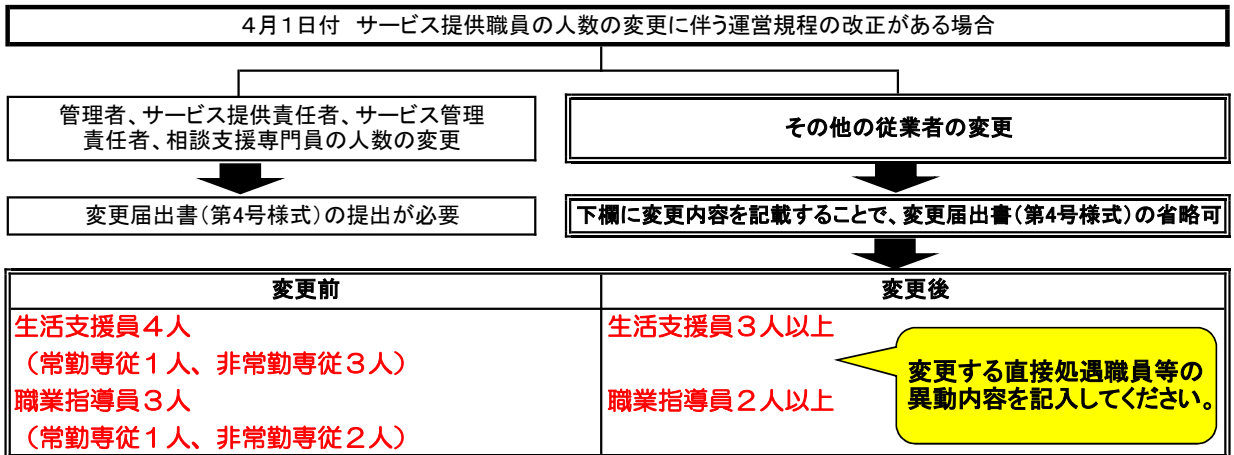 ４月１日付　サービス提供職員の人数の変更に伴う運営規程の改正がある場合
管理者、サービス提供責任者、サービス管理
責任者、相談支援専門員の人数の変更
その他の従業者の変更
変更届出書（第4号様式）の提出が必要
下欄に変更内容を記載することで、変更届出書（第4号様式）の省略可
変更前
変更後
生活支援員４人
（常勤専従１人、非常勤専従３人）
職業指導員３人
（常勤専従１人、非常勤専従２人）
生活支援員３人以上
職業指導員２人以上
変更する直接処遇職員等の
異動内容を記入してください。